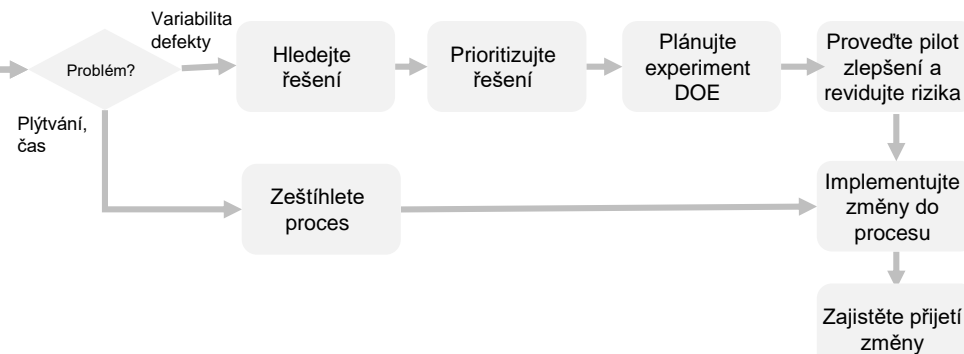 Variabilita
defekty
Problém?
Hledejte
řešení
Prioritizujte
řešení
Plánujte
experiment
DOE
Proveďte pilot
zlepšení a
revidujte rizika
Plýtvání,
čas
Zeštíhlete
proces
Implementujte
změny do
procesu
Zajistěte přijetí
změny